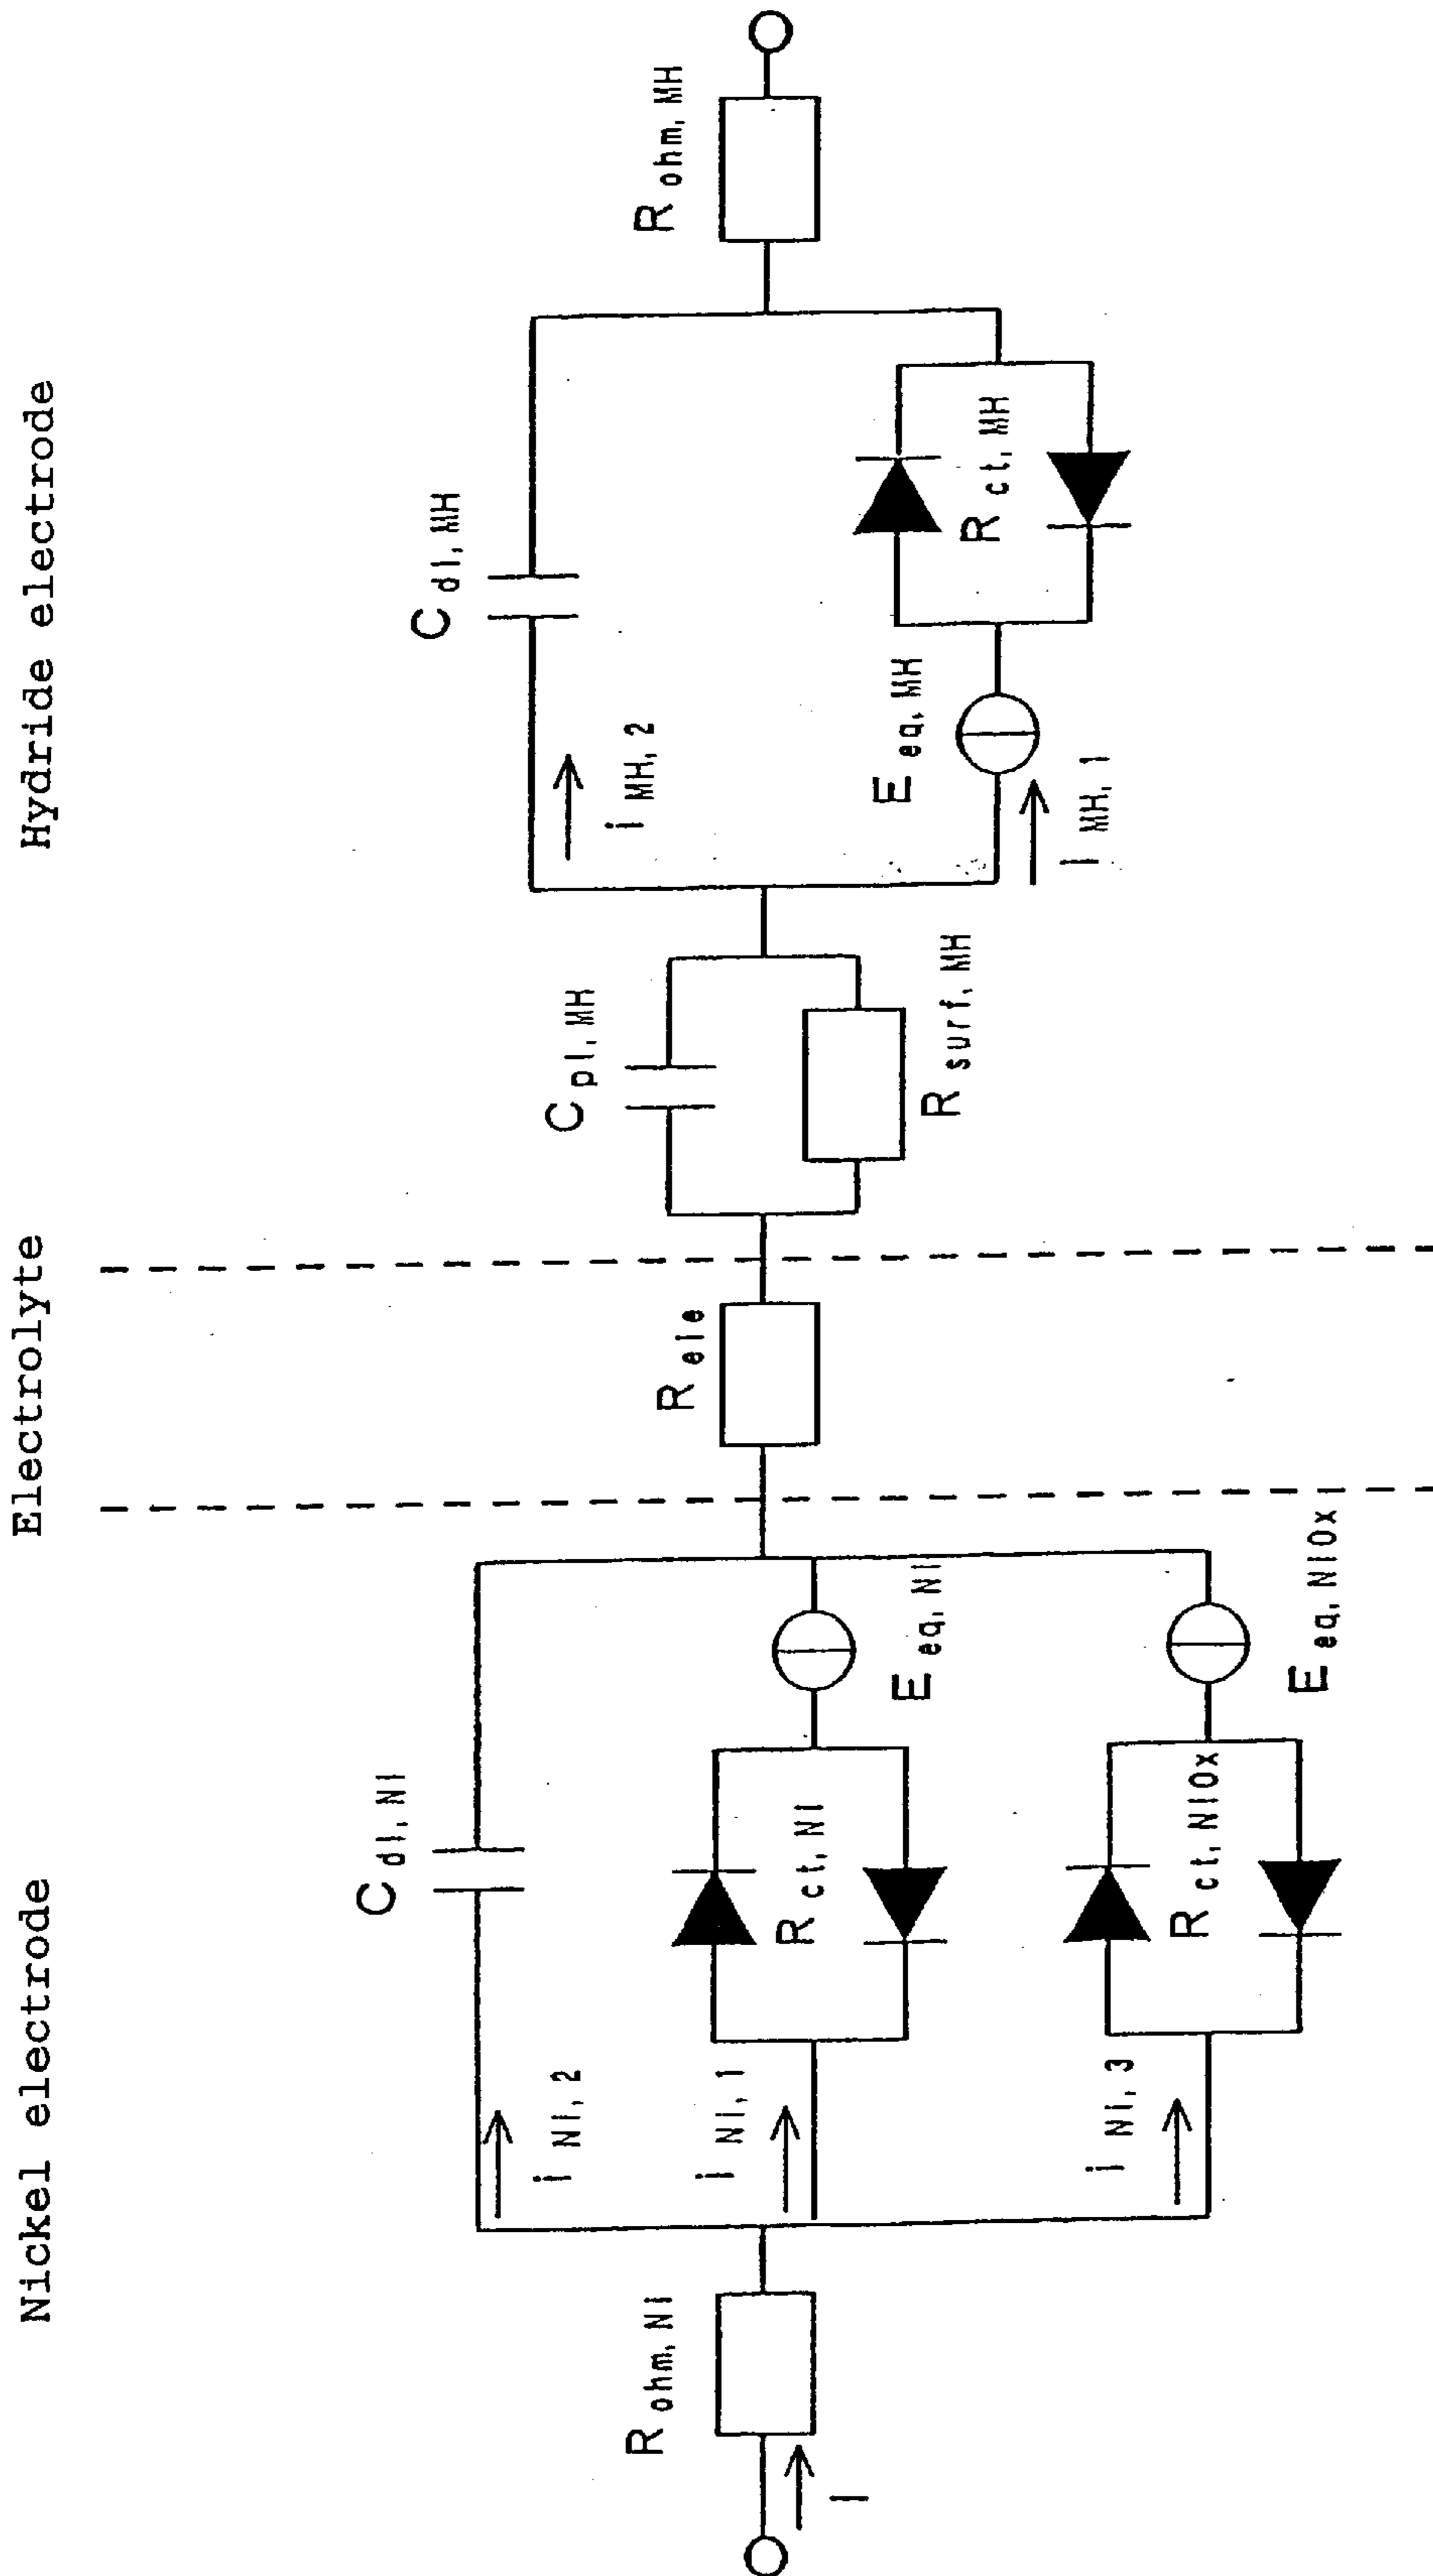 Nickel electrode
Electrolyte
Hydride electrode
I
R ohm, Ni
i Ni, 2
i Ni, 1
i Ni, 3
C dl, Ni
R ct, Ni
E eq, Ni
R ct, NiOx
E eq, NiOx
R ele
C pl, MH
R surf, MH
C dl, MH
i MH, 2
i MH, 1
E eq, MH
R ct, MH
R ohm, MH